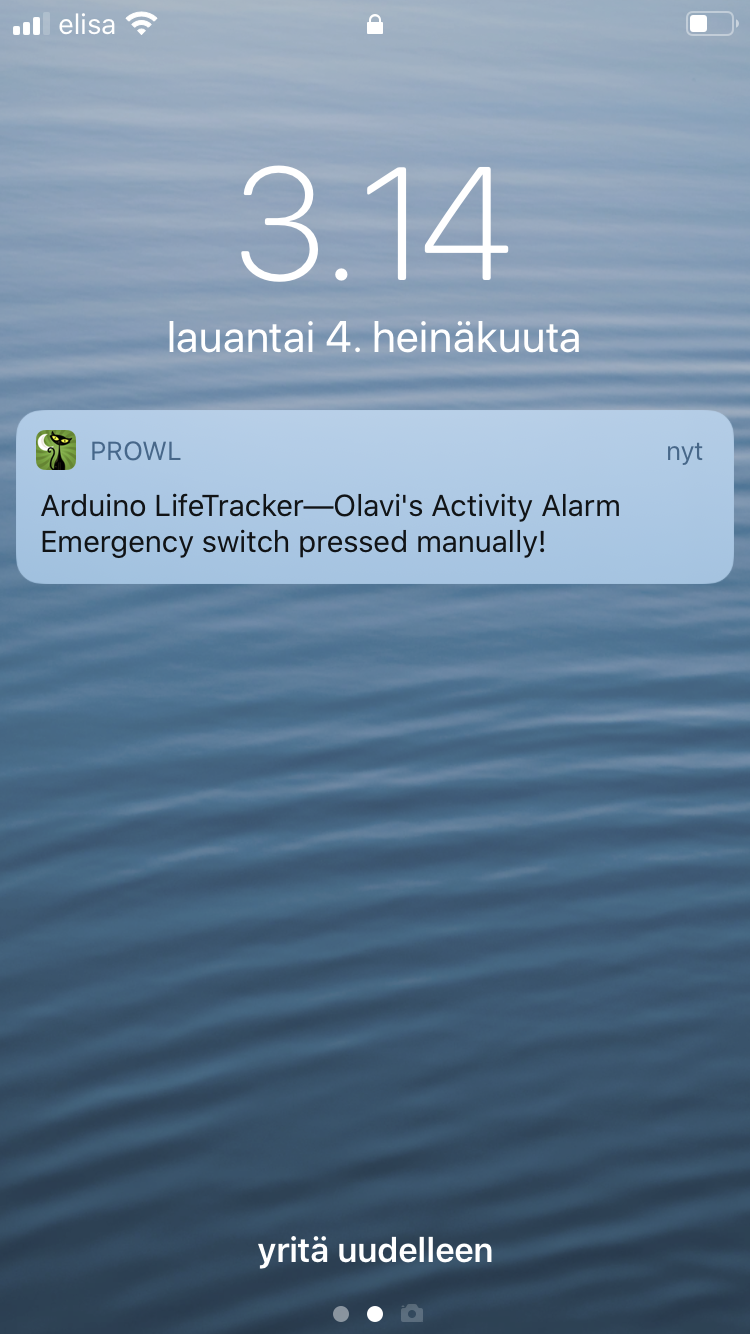 elisa
3.14
lauantai 4. heinäkuuta
PROWL
nyt
Arduino LifeTracker—Olavi's Activity Alarm
Emergency switch pressed manually!
yritä uudelleen